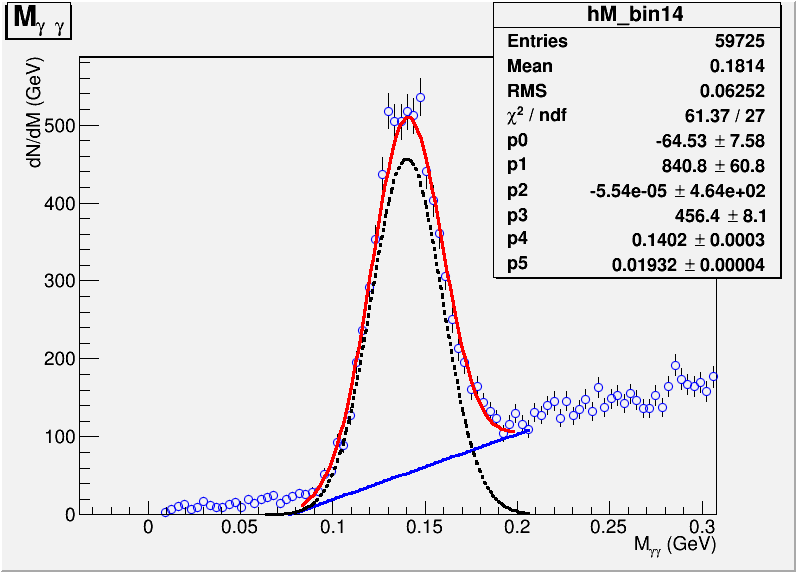 Mγ γ
hM_bin14
Entries 59725
Mean 0.1814
RMS 0.06252
χ² / ndf 61.37 / 27
p0 -64.53 ± 7.58
p1 840.8 ± 60.8
p2 -5.54e-05 ± 4.64e+02
p3 456.4 ± 8.1
p4 0.1402 ± 0.0003
p5 0.01932 ± 0.00004
dN/dM (GeV)
500
400
300
200
100
0
0 0.05 0.1 0.15 0.2 0.25 0.3
Mγγ (GeV)